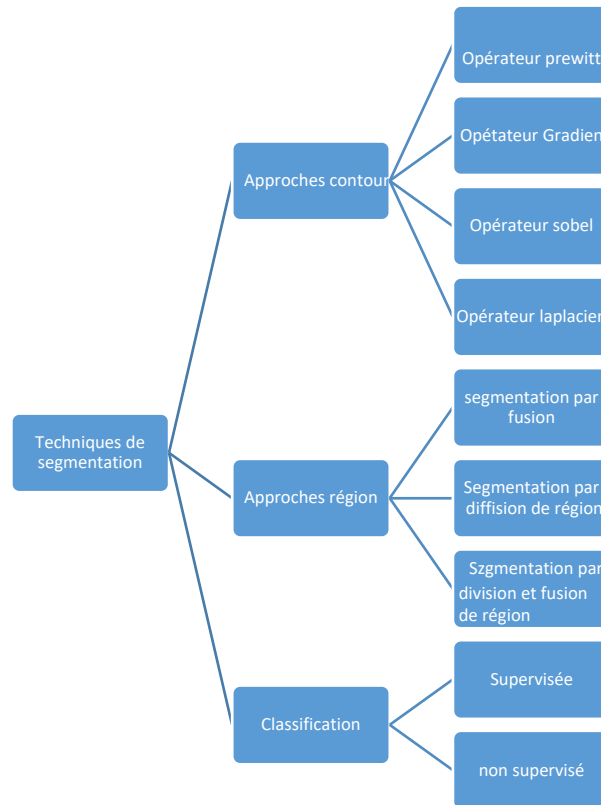 Opérateur prewitt
Opétateur Gradien
Approches contour
Opérateur sobel
Opérateur laplacien
segmentation par
fusion
Techniques de
segmentation
Approches région
Segmentation par
diffision de région
Szgmentation par
division et fusion
de région
Supervisée
Classification
non supervisé